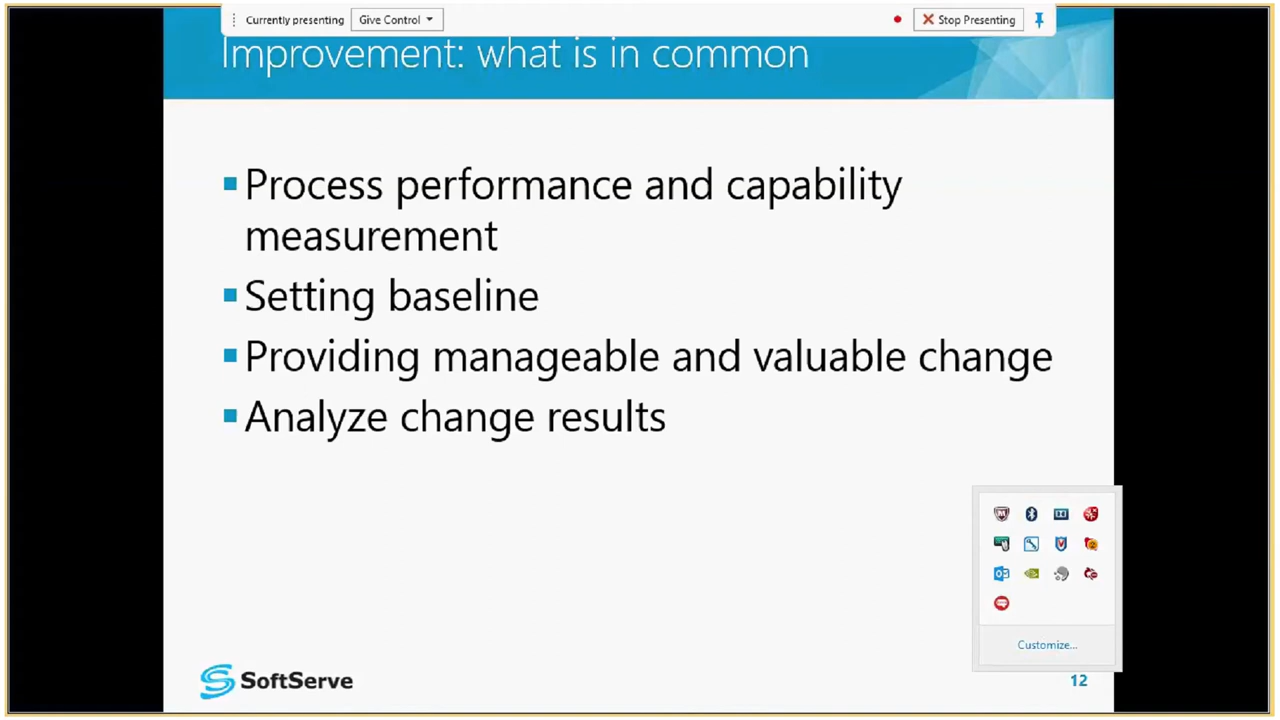 Currently presenting
Give Control
Stop Presenting
Improvement: what is in common
Process performance and capability
measurement
Setting baseline
Providing manageable and valuable change
Analyze change results
Customize...
SoftServe
12